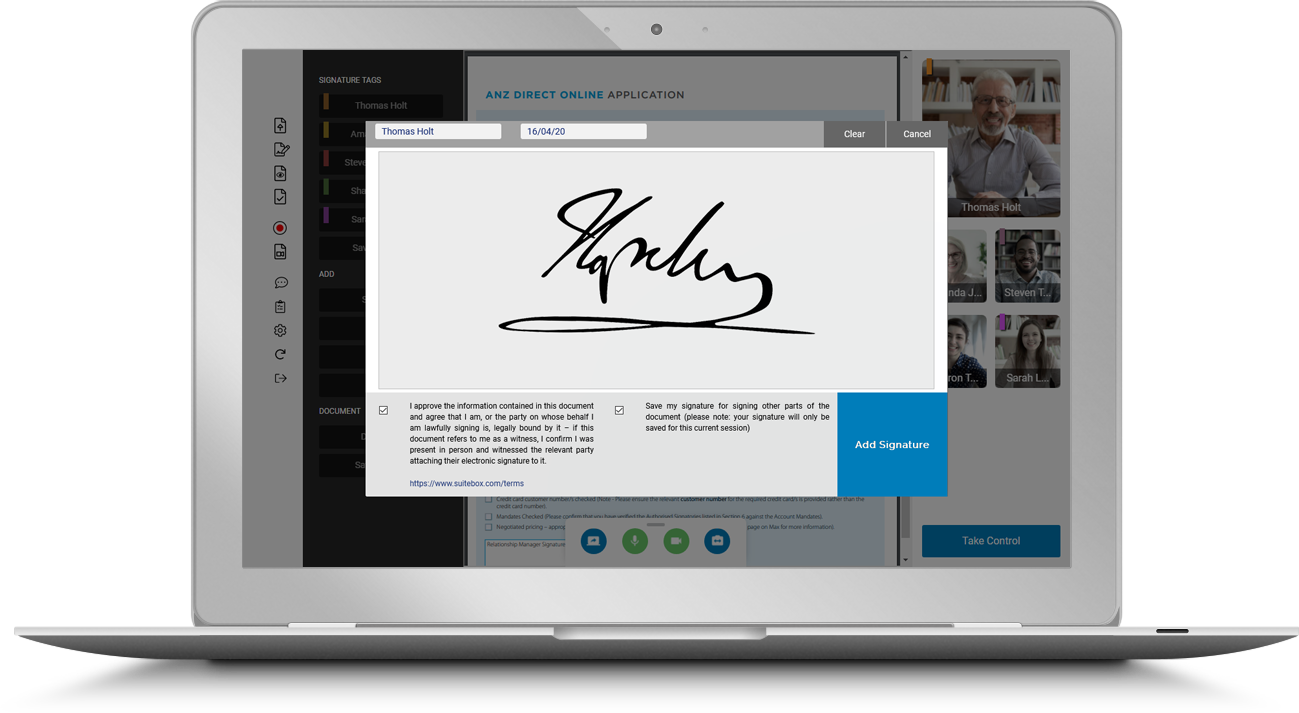 SIGNATURE TAGS
Thomas Holt
Am
Steve
Sha
Sar
Sav
ADD
S
DOCUMENT
D
Sa
ANZ DIRECT ONLINE APPLICATION
Thomas Holt
16/04/20
Clear
Cancel
I approve the information contained in this document
and agree that I am, or the party on whose behalf I
am lawfully signing is, legally bound by it – if this
document refers to me as a witness, I confirm I was
present in person and witnessed the relevant party
attaching their electronic signature to it.
https://www.suitebox.com/terms
Save my signature for signing other parts of the
document (please note: your signature will only be
saved for this current session)
Add Signature
Credit card customer number's checked (Note - Please ensure the relevant customer number for the required credit card/s is provided rather than the
credit card number).
Mandates Checked (Please confirm that you have verified the Authorised Signatories listed in Section 6 against the Account Mandates).
Negotiated pricing – approp
page on Max for more information).
Relationship Manager Signature
Thomas Holt
nda J...
Steven T...
ron T...
Sarah L...
Take Control